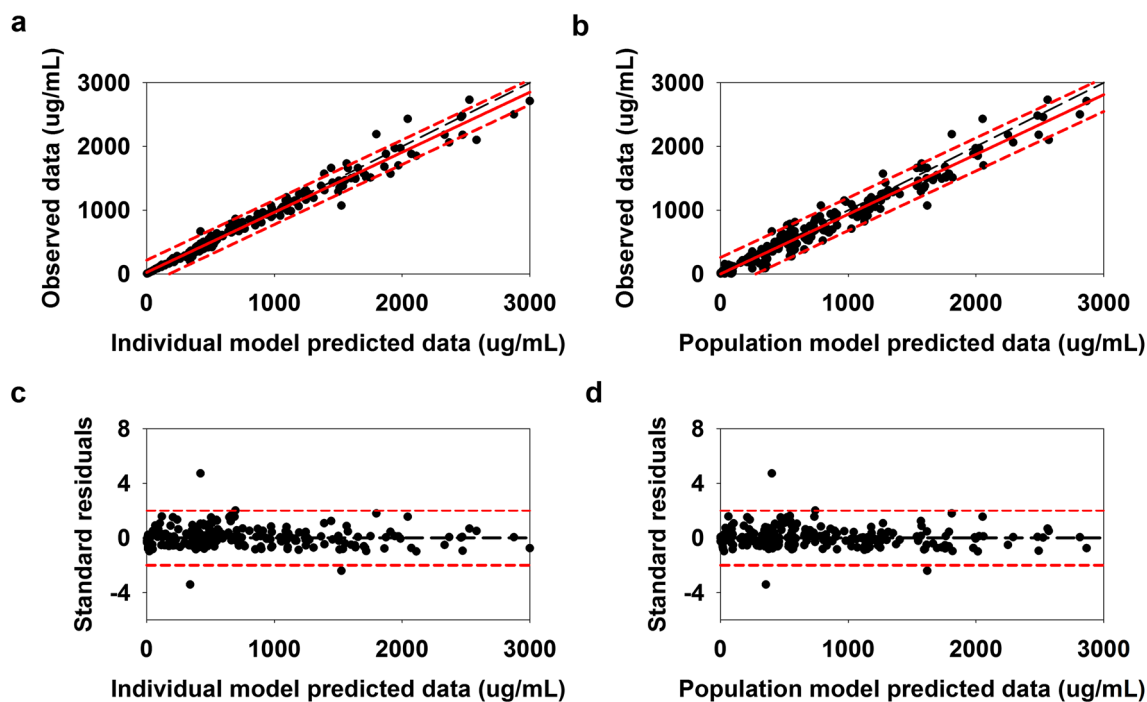 a
b
Observed data (ug/mL)
3000
2000
1000
0
0 1000 2000 3000
Individual model predicted data (ug/mL)
Observed data (ug/mL)
3000
2000
1000
0
0 1000 2000 3000
Population model predicted data (ug/mL)
c
d
Standard residuals
8
4
0
-4
0 1000 2000 3000
Individual model predicted data (ug/mL)
Standard residuals
8
4
0
-4
0 1000 2000 3000
Population model predicted data (ug/mL)